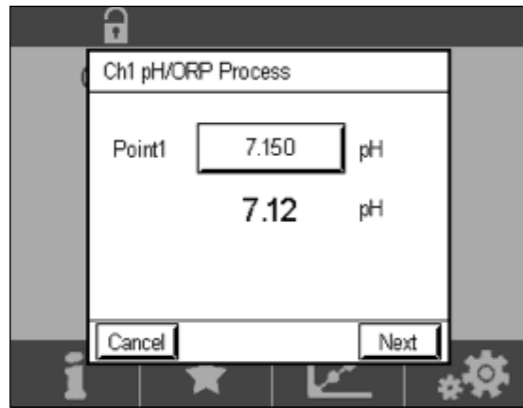 Ch1 pH/ORP Process
Point1 7.150 pH
7.12 pH
Cancel Next